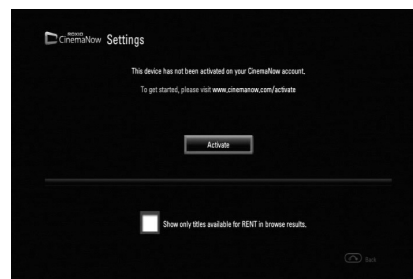 ROXIO
CinemaNow Settings
This device has not been activated on your CinemaNow account.
To get started, please visit www.cinemanow.com/activate
Activate
Show only titles available for RENT in browse results.
Back